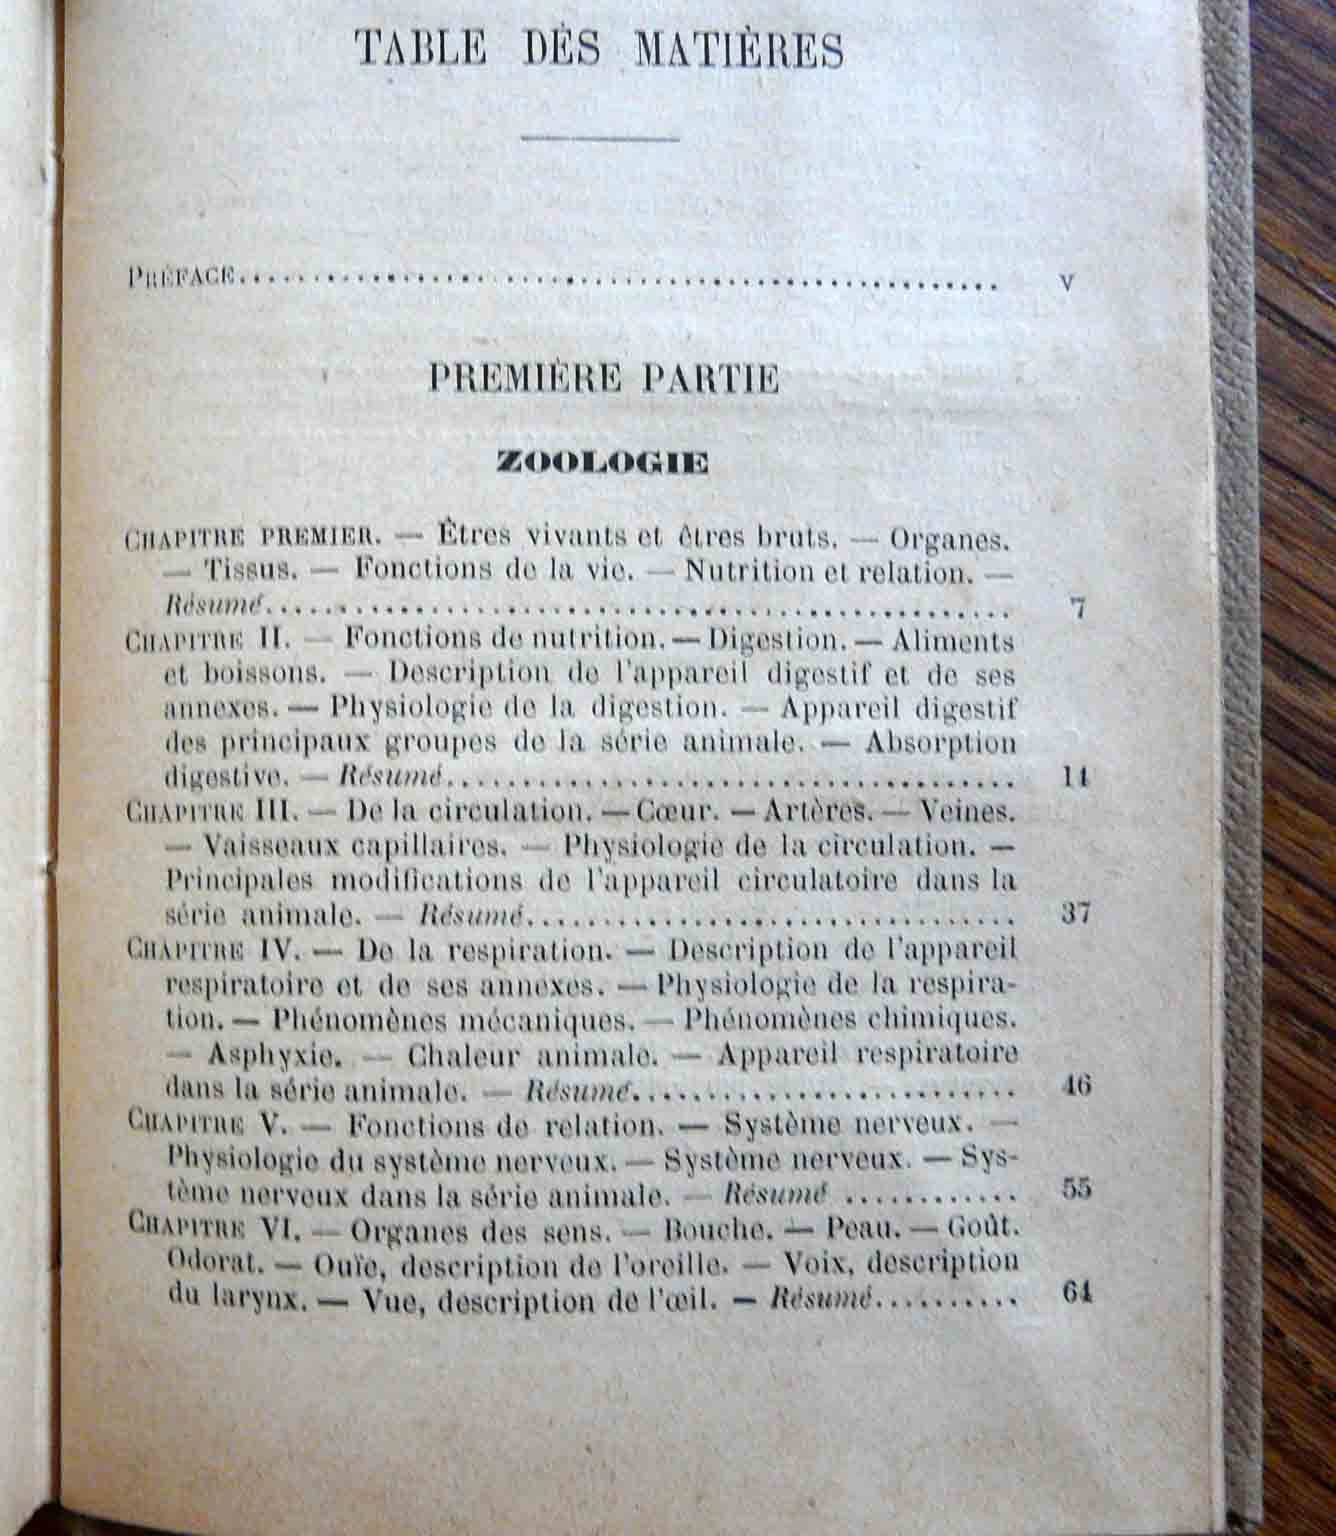 TABLE DES MATIÈRES
PRÉFACE........................................ V
PREMIÈRE PARTIE
ZOOLOGIE
CHAPITRE PREMIER. — Êtres vivants et êtres bruts. — Organes.
— Tissus. — Fonctions de la vie. — Nutrition et relation. —
Résumé........................................ 7
CHAPITRE II. — Fonctions de nutrition. — Digestion. — Aliments
et boissons. — Description de l'appareil digestif et de ses
annexes. — Physiologie de la digestion. — Appareil digestif
des principaux groupes de la série animale. — Absorption
digestive. — Résumé........................................ 11
CHAPITRE III. — De la circulation. — Cœur. — Artères. — Veines.
— Vaisseaux capillaires. — Physiologie de la circulation. —
Principales modifications de l'appareil circulatoire dans la
série animale. — Résumé........................................ 37
CHAPITRE IV. — De la respiration. — Description de l'appareil
respiratoire et de ses annexes. — Physiologie de la respira-
tion. — Phénomènes mécaniques. — Phénomènes chimiques.
— Asphyxie. — Chaleur animale. — Appareil respiratoire
dans la série animale. — Résumé........................ 46
CHAPITRE V. — Fonctions de relation. — Système nerveux. —
Physiologie du système nerveux. — Système nerveux. — Sys-
tème nerveux dans la série animale. — Résumé ............ 55
CHAPITRE VI. — Organes des sens. — Bouche. — Peau. — Goût.
Odorat. — Ouïe, description de l'oreille. — Voix, description
du larynx. — Vue, description de l'œil. — Résumé.......... 64